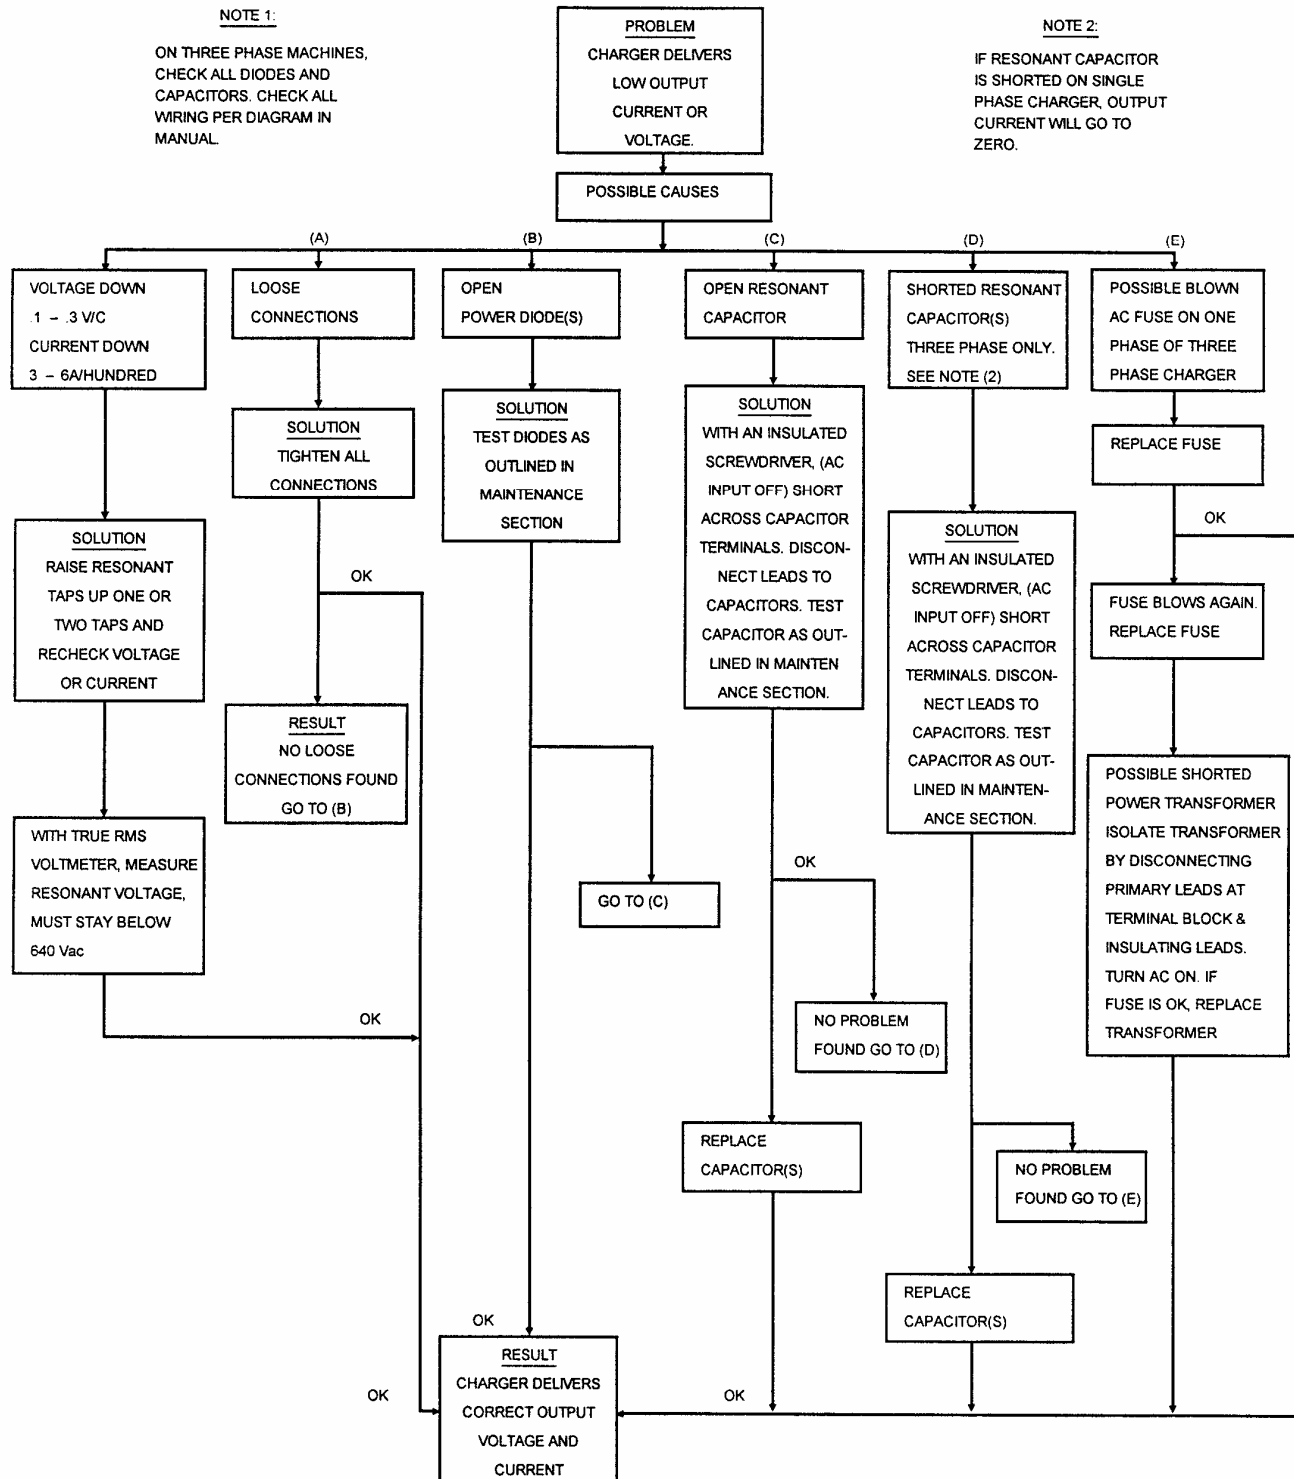 NOTE 1:
ON THREE PHASE MACHINES,
CHECK ALL DIODES AND
CAPACITORS. CHECK ALL
WIRING PER DIAGRAM IN
MANUAL.
PROBLEM
CHARGER DELIVERS
LOW OUTPUT
CURRENT OR
VOLTAGE.
NOTE 2:
IF RESONANT CAPACITOR
IS SHORTED ON SINGLE
PHASE CHARGER, OUTPUT
CURRENT WILL GO TO
ZERO.
POSSIBLE CAUSES
(A)
(B)
(C)
(D)
(E)
VOLTAGE DOWN
.1 – .3 V/C
CURRENT DOWN
3 – 6A/HUNDRED
SOLUTION
RAISE RESONANT
TAPS UP ONE OR
TWO TAPS AND
RECHECK VOLTAGE
OR CURRENT
WITH TRUE RMS
VOLTMETER, MEASURE
RESONANT VOLTAGE,
MUST STAY BELOW
640 Vac
OK
LOOSE
CONNECTIONS
SOLUTION
TIGHTEN ALL
CONNECTIONS
OK
RESULT
NO LOOSE
CONNECTIONS FOUND
GO TO (B)
OPEN
POWER DIODE(S)
SOLUTION
TEST DIODES AS
OUTLINED IN
MAINTENANCE
SECTION
GO TO (C)
OPEN RESONANT
CAPACITOR
SOLUTION
WITH AN INSULATED
SCREWDRIVER, (AC
INPUT OFF) SHORT
ACROSS CAPACITOR
TERMINALS. DISCON-
NECT LEADS TO
CAPACITORS. TEST
CAPACITOR AS OUT-
LINED IN MAINTEN
ANCE SECTION.
OK
NO PROBLEM
FOUND GO TO (D)
REPLACE
CAPACITOR(S)
SHORTED RESONANT
CAPACITOR(S)
THREE PHASE ONLY.
SEE NOTE (2)
SOLUTION
WITH AN INSULATED
SCREWDRIVER, (AC
INPUT OFF) SHORT
ACROSS CAPACITOR
TERMINALS. DISCON-
NECT LEADS TO
CAPACITORS. TEST
CAPACITOR AS OUT-
LINED IN MAINTEN-
ANCE SECTION.
NO PROBLEM
FOUND GO TO (E)
REPLACE
CAPACITOR(S)
POSSIBLE BLOWN
AC FUSE ON ONE
PHASE OF THREE
PHASE CHARGER
REPLACE FUSE
OK
FUSE BLOWS AGAIN.
REPLACE FUSE
POSSIBLE SHORTED
POWER TRANSFORMER
ISOLATE TRANSFORMER
BY DISCONNECTING
PRIMARY LEADS AT
TERMINAL BLOCK &
INSULATING LEADS.
TURN AC ON. IF
FUSE IS OK, REPLACE
TRANSFORMER
OK
OK
OK
RESULT
CHARGER DELIVERS
CORRECT OUTPUT
VOLTAGE AND
CURRENT